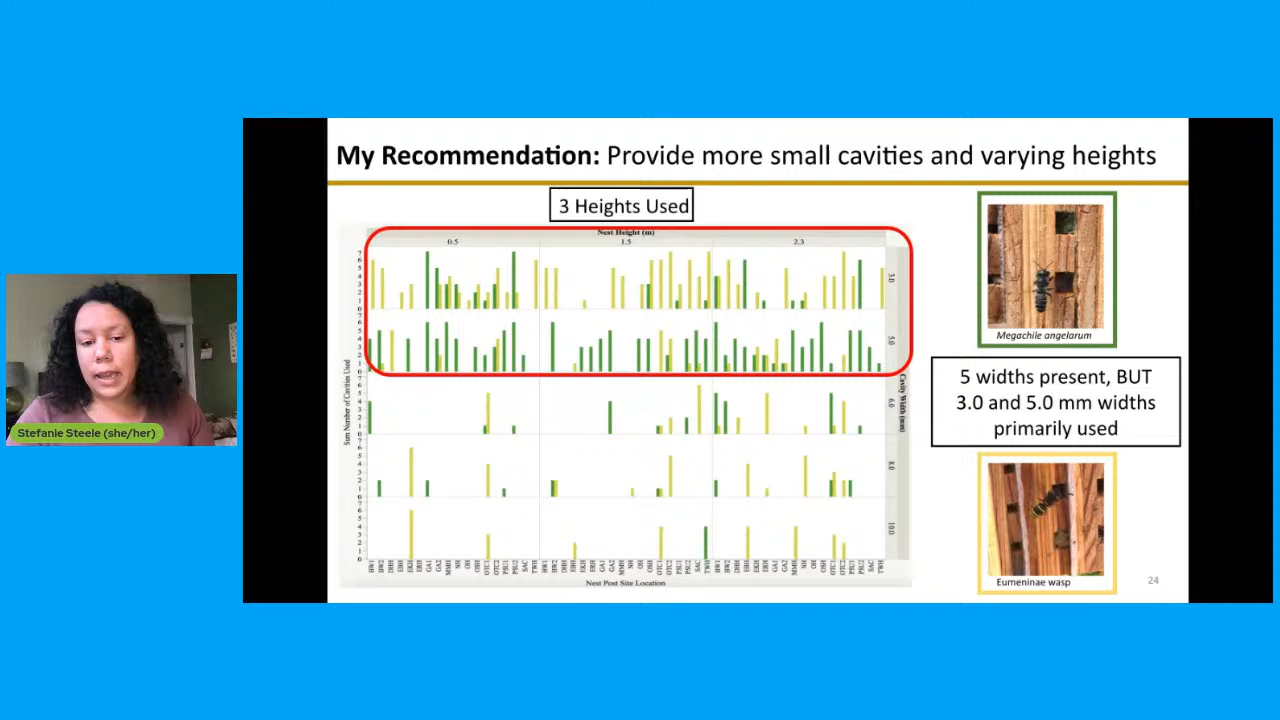 My Recommendation: Provide more small cavities and varying heights
3 Heights Used
Nest Height (m)
0.5 1.5 2.3
3.0
5.0
6.0
8.0
10.0
Sum Number of Cavities Used
Cavity Width (mm)
Nest Post Site Location
Megachile angelarum
5 widths present, BUT
3.0 and 5.0 mm widths
primarily used
Eumeninae wasp
24
Stefanie Steele (she/her)